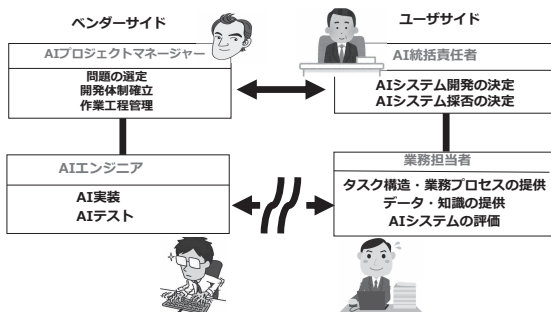 ベンダーサイド
ユーザサイド
AIプロジェクトマネージャー
問題の選定
開発体制確立
作業工程管理
AI統括責任者
AIシステム開発の決定
AIシステム採否の決定
AIエンジニア
AI実装
AIテスト
業務担当者
タスク構造・業務プロセスの提供
データ・知識の提供
AIシステムの評価